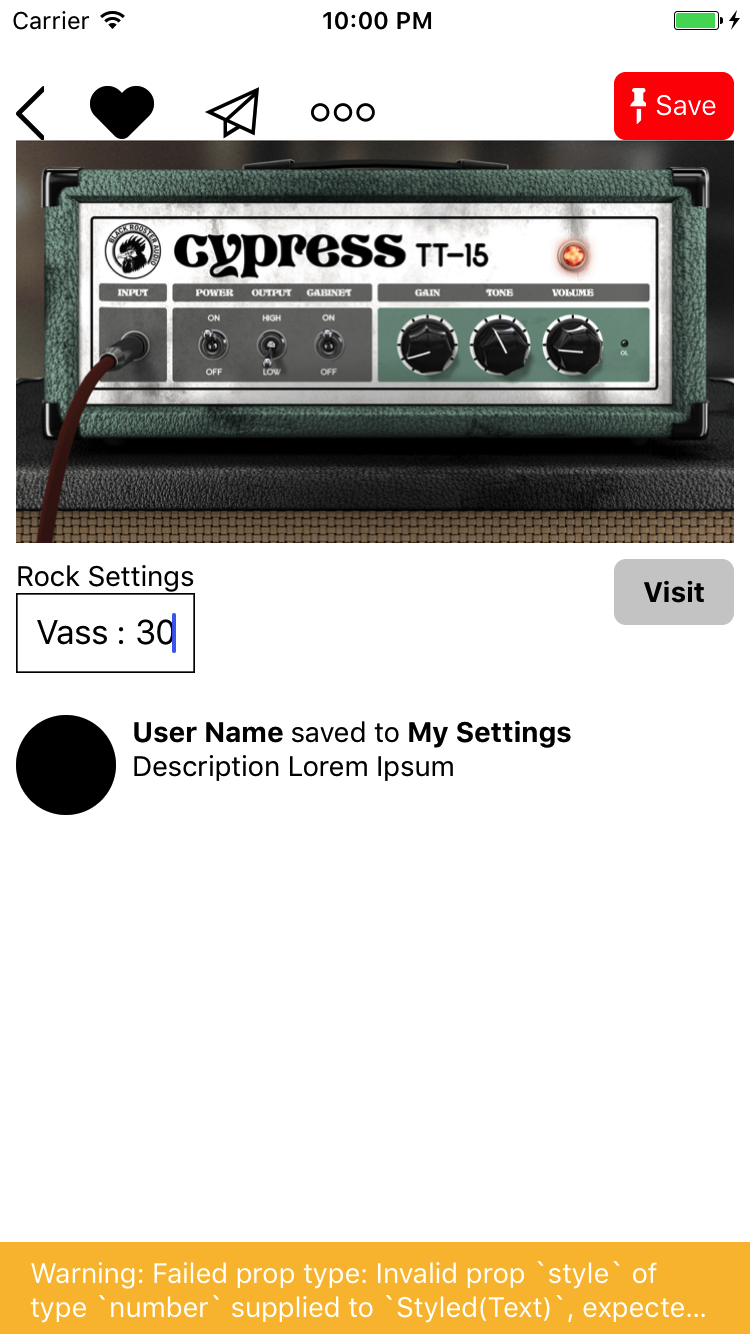 Carrier 10:00 PM
Save
BLACK ROOSTER AUDIO
cypress TT-15
INPUT POWER OUTPUT CABINET GAIN TONE VOLUME
ON HIGH ON
OFF LOW OFF
OL
Rock Settings
Visit
Vass : 30
User Name saved to My Settings
Description Lorem Ipsum
Warning: Failed prop type: Invalid prop `style` of
type `number` supplied to `Styled(Text)`, expecte...